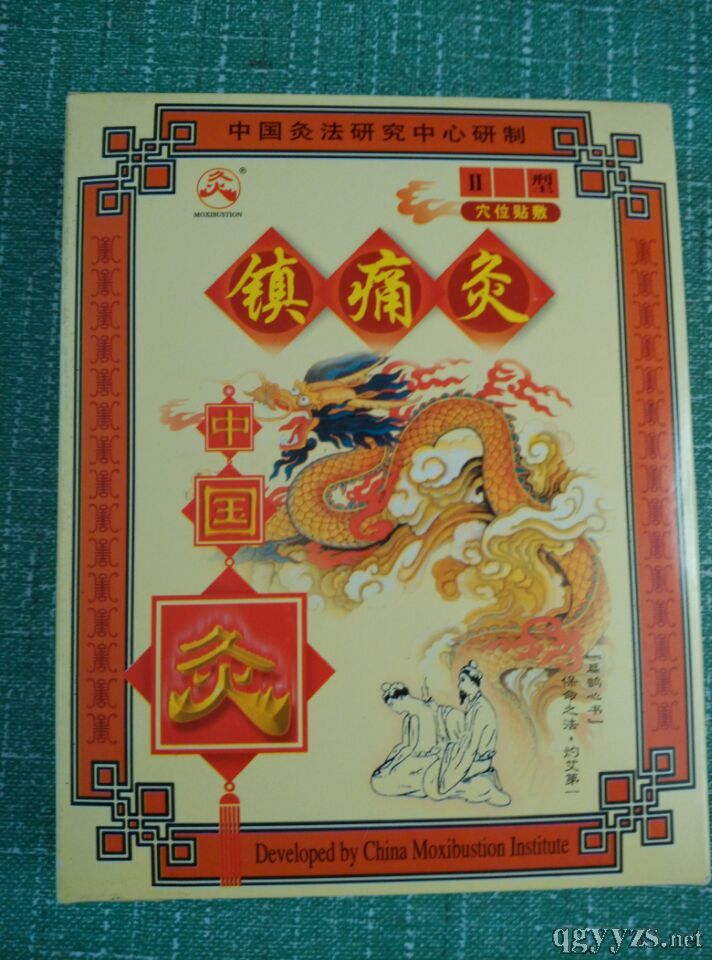 中国灸法研究中心研制
灸®
MOXIBUSTION
II 型
穴位贴敷
镇痛灸
中国灸
『扁鹊心书』
保命之法·灼艾第一
Developed by China Moxibustion Institute
qgyyzs.net